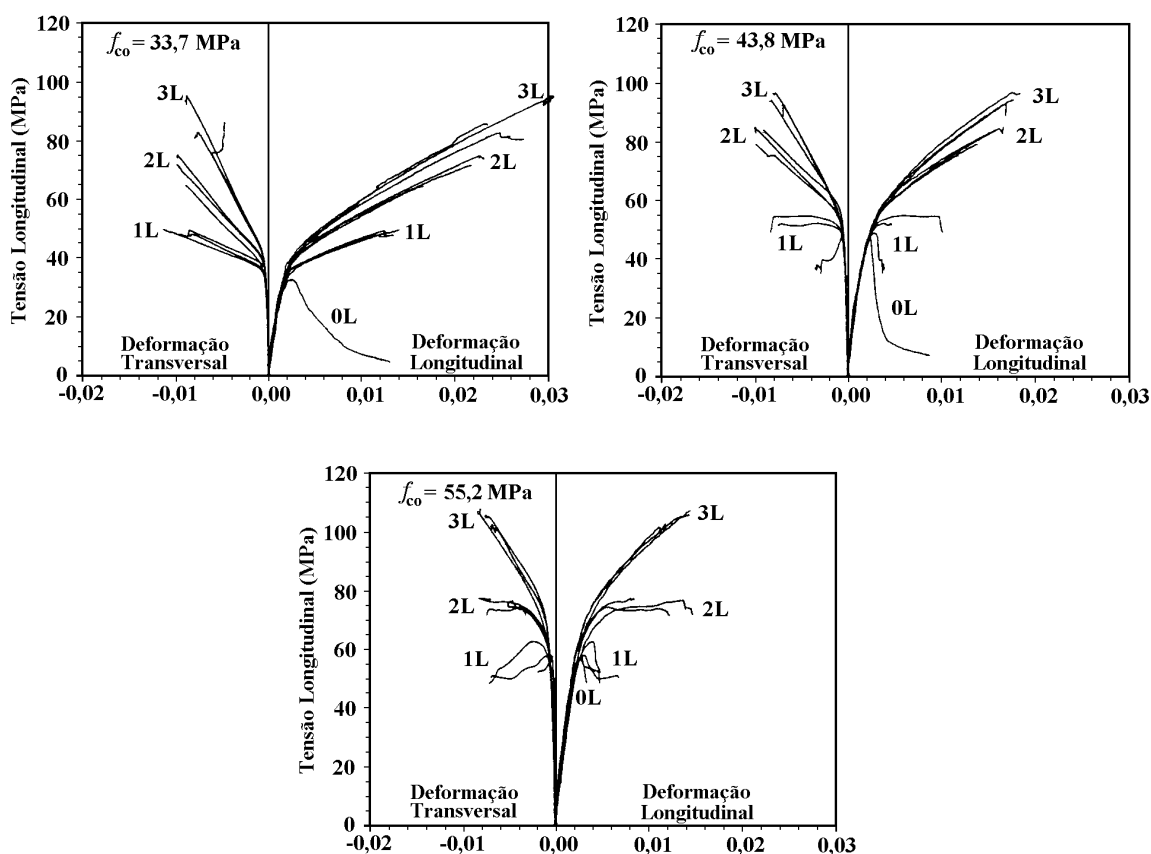 120
f_co = 33,7 MPa
100
3L
3L
80
2L
2L
60
1L
1L
40
0L
20
Deformação
Transversal
Deformação
Longitudinal
0
-0,02
-0,01
0,00
0,01
0,02
0,03
Tensão Longitudinal (MPa)
120
f_co = 43,8 MPa
100
3L
3L
80
2L
2L
60
1L
1L
40
0L
20
Deformação
Transversal
Deformação
Longitudinal
0
-0,02
-0,01
0,00
0,01
0,02
0,03
Tensão Longitudinal (MPa)
120
f_co = 55,2 MPa
100
3L
3L
80
2L
2L
60
1L
1L
0L
40
20
Deformação
Transversal
Deformação
Longitudinal
0
-0,02
-0,01
0,00
0,01
0,02
0,03
Tensão Longitudinal (MPa)